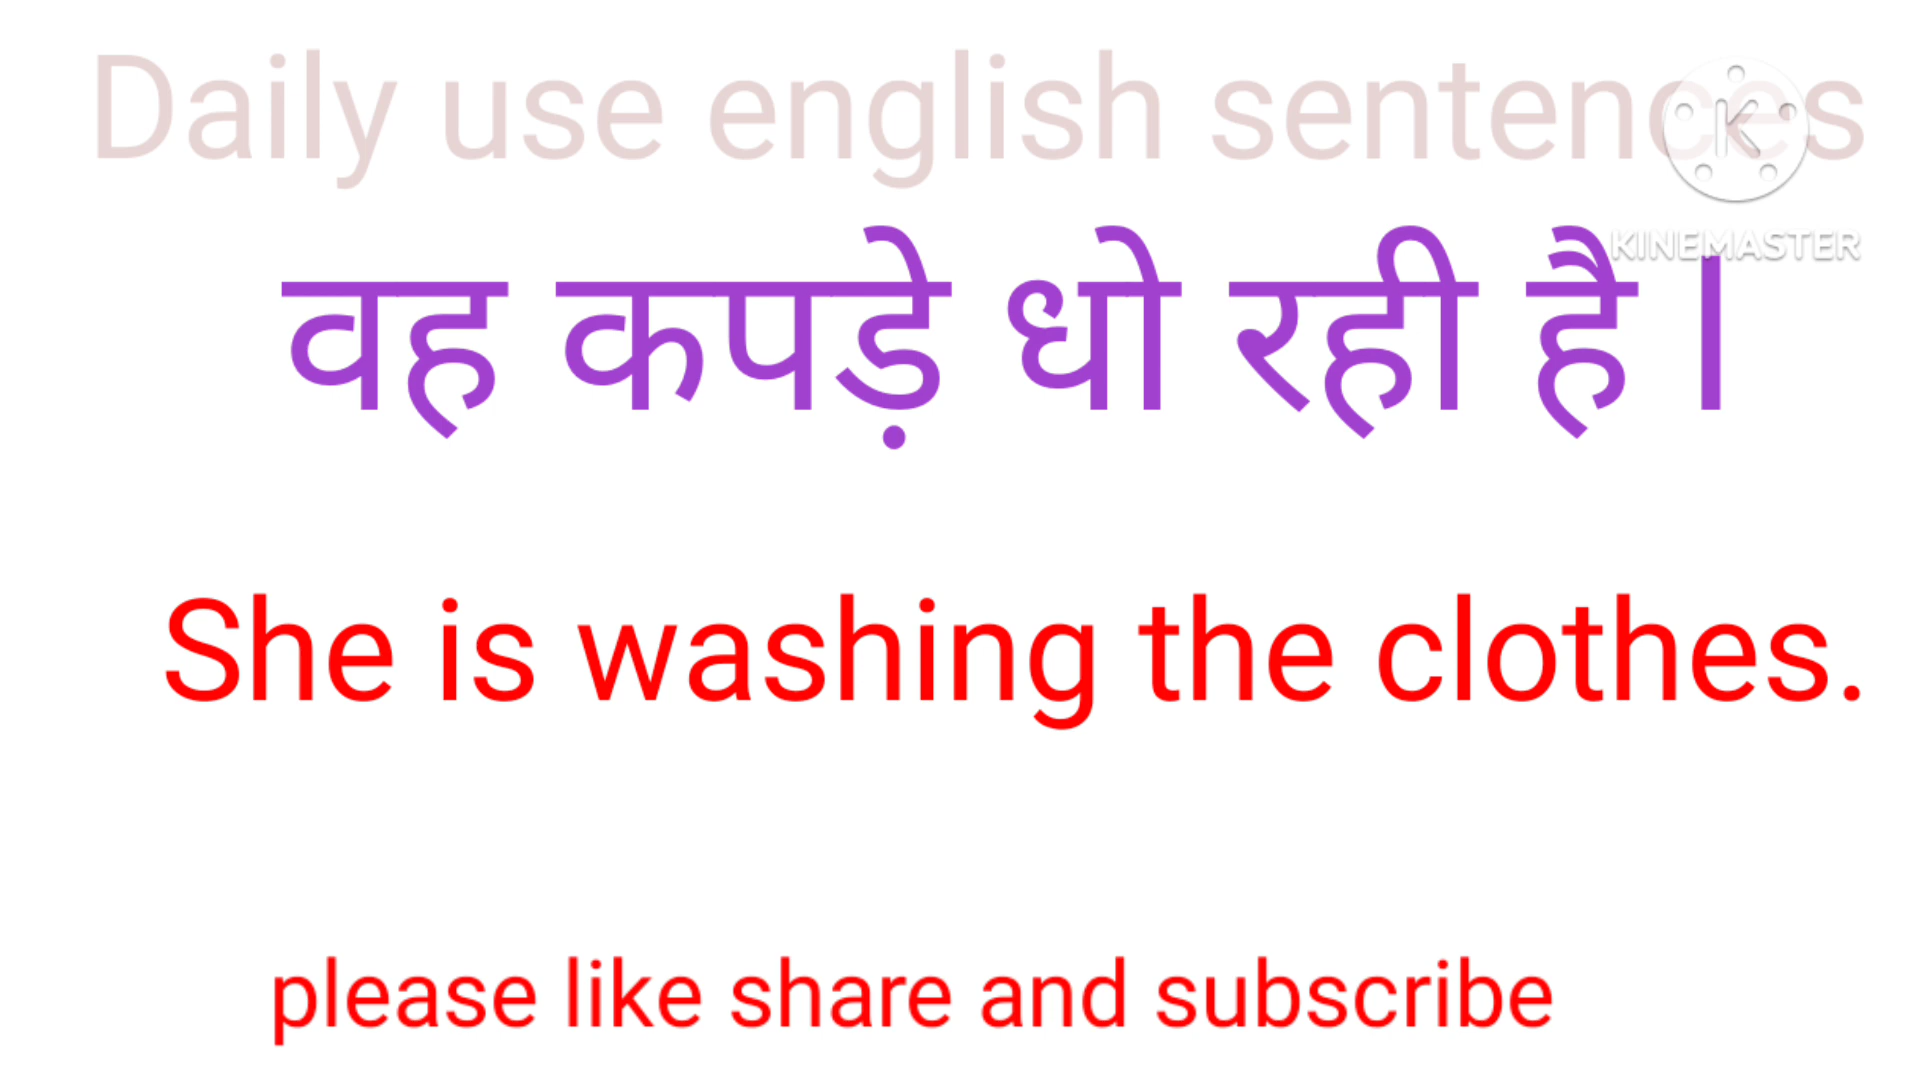 Daily use english sentences
KINEMASTER
वह कपड़े धो रही है I
She is washing the clothes.
please like share and subscribe